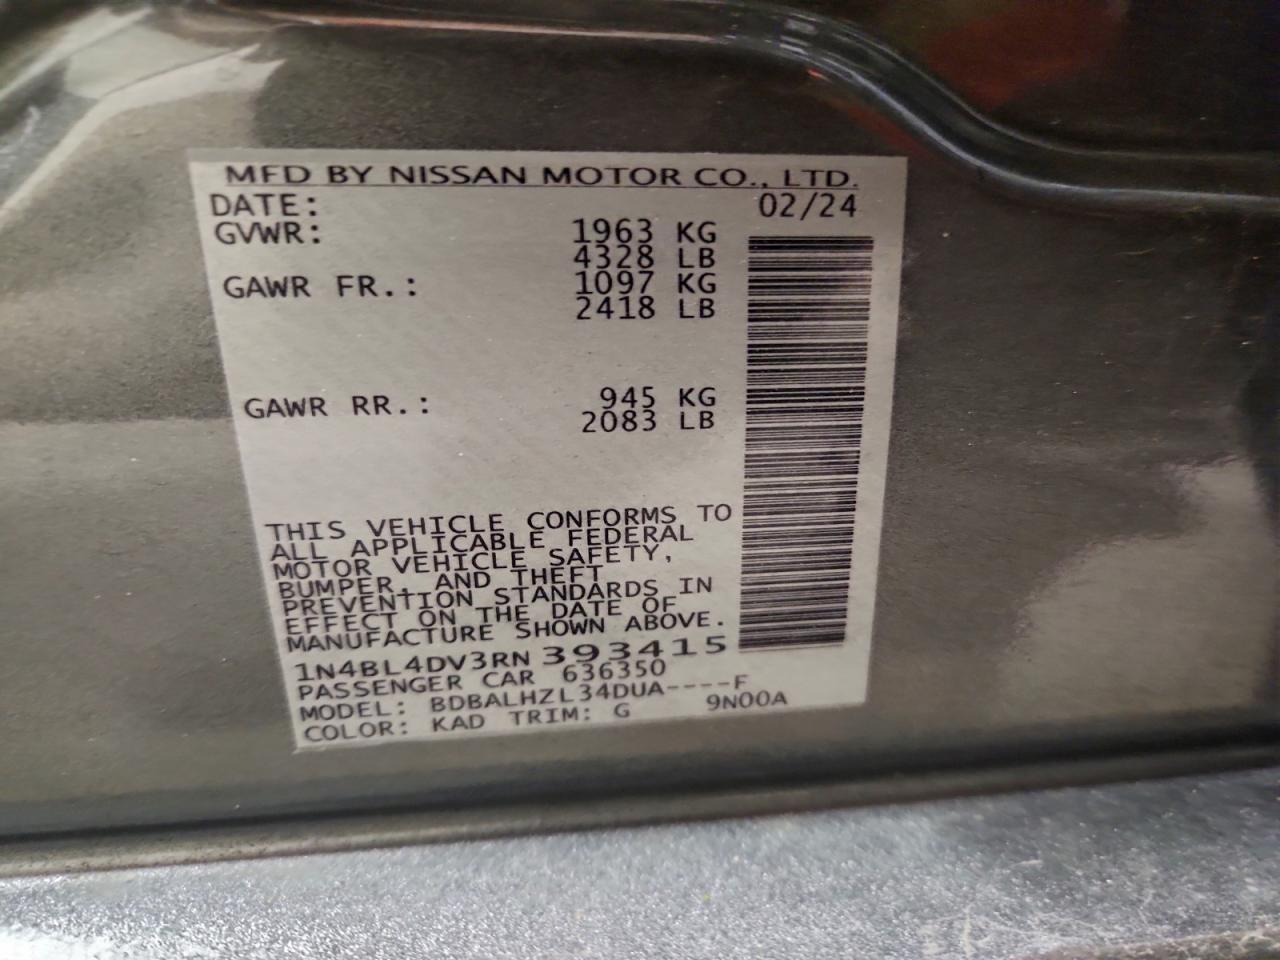 MFD BY NISSAN MOTOR CO., LTD.
DATE: 02/24
GVWR: 1963 KG
4328 LB
GAWR FR.: 1097 KG
2418 LB
GAWR RR.: 945 KG
2083 LB
THIS VEHICLE CONFORMS TO
ALL APPLICABLE FEDERAL
MOTOR VEHICLE SAFETY,
BUMPER, AND THEFT
PREVENTION STANDARDS IN
EFFECT ON THE DATE OF
MANUFACTURE SHOWN ABOVE.
1N4BL4DV3RN393415
PASSENGER CAR 636350
MODEL: BDBALHZL34DUA----F
COLOR: KAD TRIM: G 9N00A